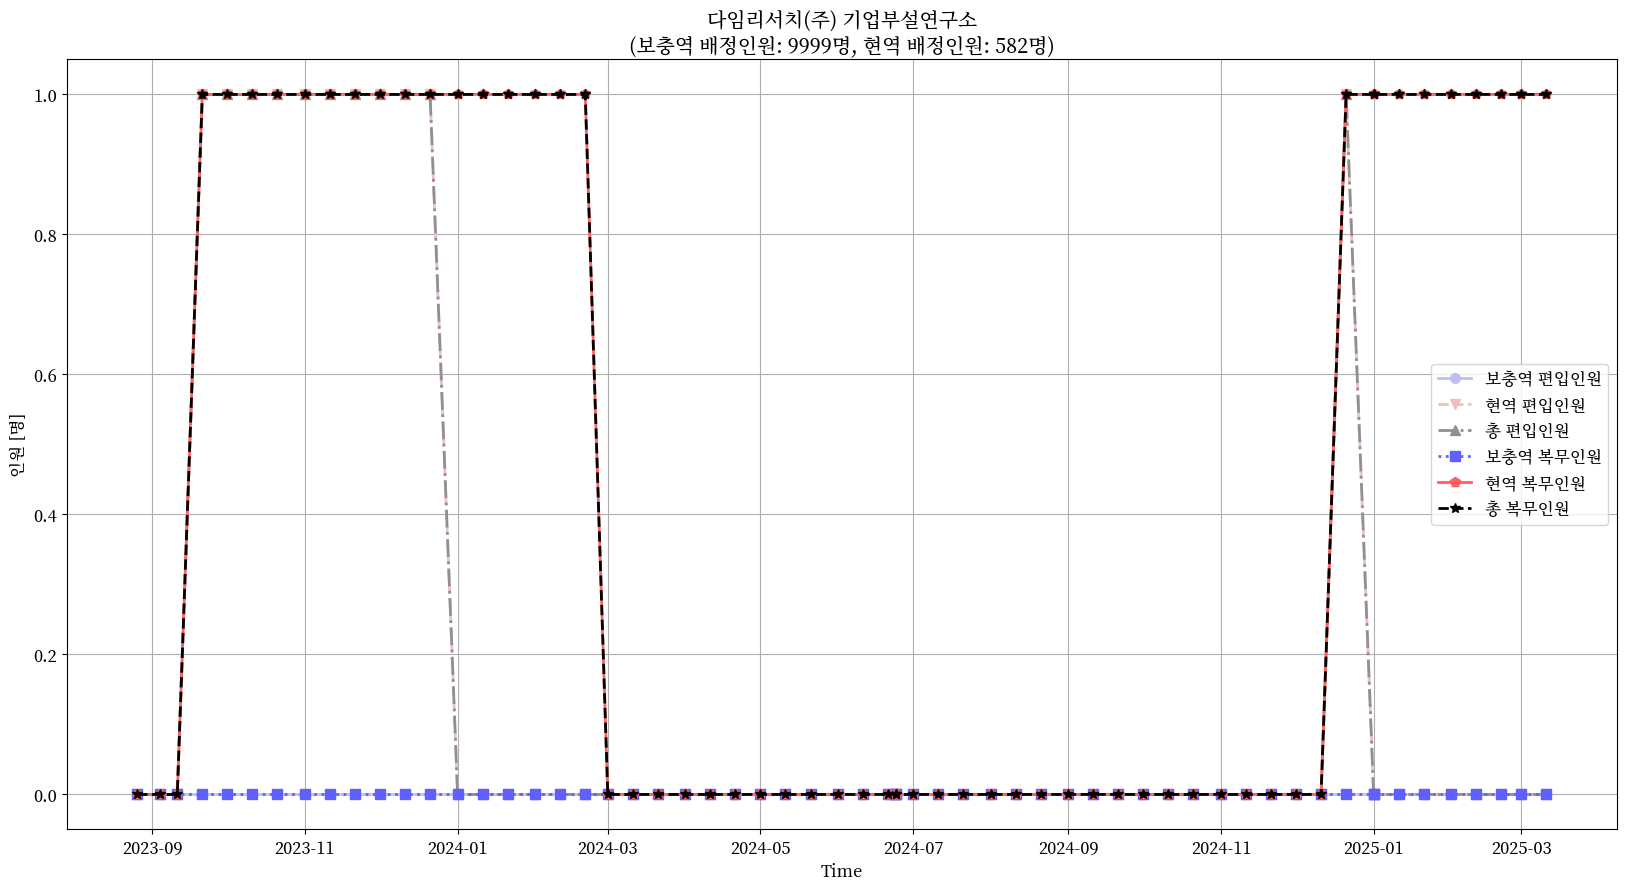 다임리서치(주) 기업부설연구소
(보충역 배정인원: 9999명, 현역 배정인원: 582명)
인원 [명]
1.0
0.8
0.6
0.4
0.2
0.0
보충역 편입인원
현역 편입인원
총 편입인원
보충역 복무인원
현역 복무인원
총 복무인원
2023-09
2023-11
2024-01
2024-03
2024-05
2024-07
2024-09
2024-11
2025-01
2025-03
Time